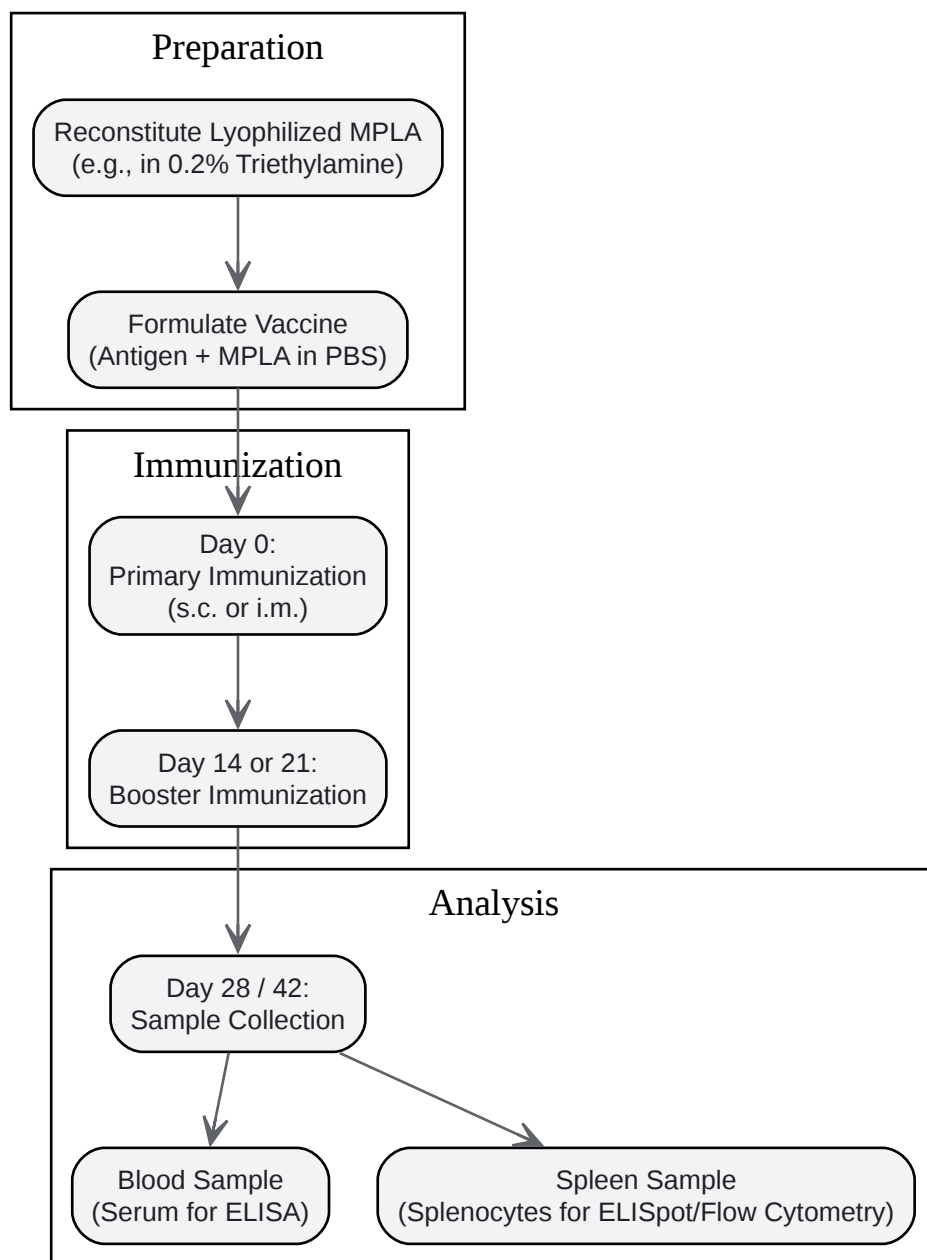 Preparation
Reconstitute Lyophilized MPLA
(e.g., in 0.2% Triethylamine)
Formulate Vaccine
(Antigen + MPLA in PBS)
Immunization
Day 0:
Primary Immunization
(s.c. or i.m.)
Day 14 or 21:
Booster Immunization
Analysis
Day 28 / 42:
Sample Collection
Blood Sample
(Serum for ELISA)
Spleen Sample
(Splenocytes for ELISpot/Flow Cytometry)